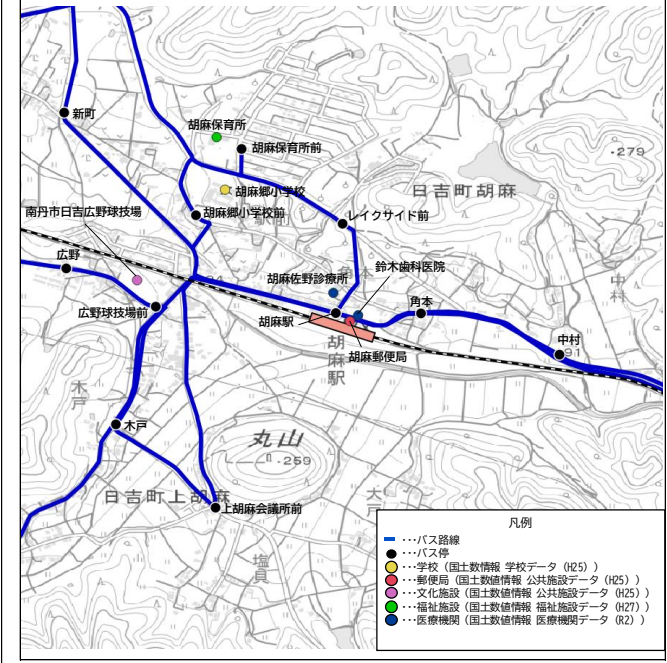 新町
胡麻保育所
胡麻保育所前
・279
日吉町胡麻
胡麻郷小学校
南丹市日吉広野球技場
胡麻郷小学校前
レイクサイド前
広野
胡麻佐野診療所
鈴木歯科医院
中村
広野球技場前
角本
胡麻駅
胡麻郵便局
中村
胡麻駅
木戸
木戸
丸山
・259
日吉町上胡麻
上胡麻会議所前
塩貝
凡例
・・・バス路線
・・・バス停
・・・学校（国土数情報 学校データ（H25））
・・・郵便局（国土数値情報 公共施設データ（H25））
・・・文化施設（国土数値情報 公共施設データ（H25））
・・・福祉施設（国土数値情報 福祉施設データ（H27））
・・・医療機関（国土数値情報 医療機関データ（R2））